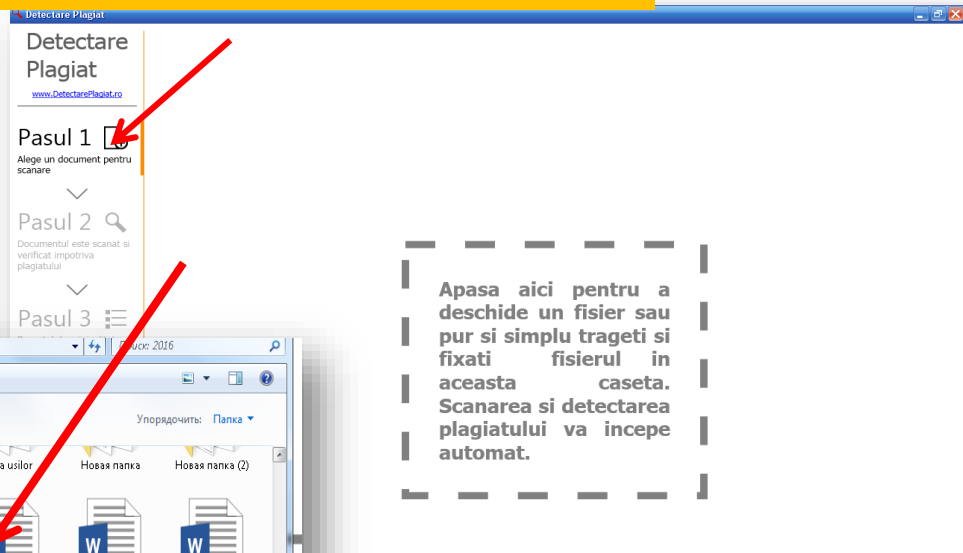 Detectare Plagiat
Detectare
Plagiat
www.DetectarePlagiat.ro
Pasul 1
Alege un document pentru
scanare
Pasul 2
Documentul este scanat si
verificat impotriva
plagiatului
Pasul 3
Apasa aici pentru a
deschide un fisier sau
pur si simplu trageti si
fixati fisierul in
aceasta caseta.
Scanarea si detectarea
plagiatului va incepe
automat.
2016
Упорядочить: Папка
usilor
Новая папка
Новая папка (2)
W
W